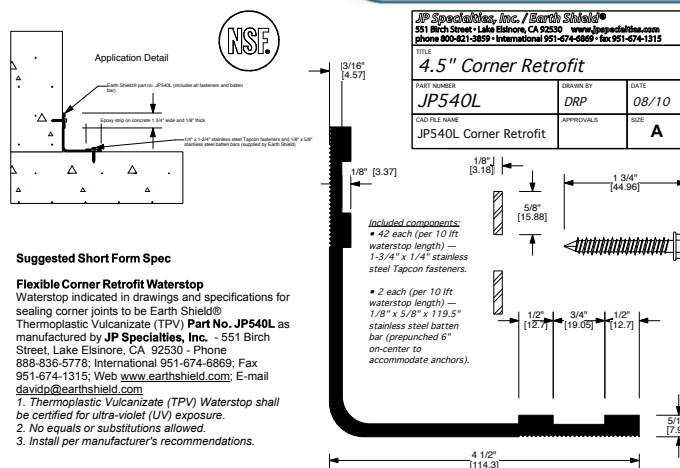 NSF.
Application Detail
Earth Shield® part no. JP540L (includes all fasteners and batten
bar)
Epoxy strip on concrete 1 3/4" wide and 1/8" thick
1/4" x 1-3/4" stainless steel Tapcon fasteners and 1/8" x 5/8"
stainless steel batten bars (supplied by Earth Shield)
JP Specialties, Inc. / Earth Shield®
551 Birch Street • Lake Elsinore, CA 92530 www.jpspecialties.com
phone 800-821-3859 • international 951-674-6869 • fax 951-674-1315
TITLE
4.5" Corner Retrofit
PART NUMBER
JP540L
DRAWN BY
DRP
DATE
08/10
CAD FILE NAME
JP540L Corner Retrofit
APPROVALS
SIZE
A
3/16"
[4.57]
1/8" [3.37]
1/8"
[3.18]
5/8"
[15.88]
1 3/4"
[44.96]
Included components:
• 42 each (per 10 lft
waterstop length) —
1-3/4" x 1/4" stainless
steel Tapcon fasteners.
• 2 each (per 10 lft
waterstop length) —
1/8" x 5/8" x 119.5"
stainless steel batten
bar (prepunched 6"
on-center to
accommodate anchors).
1/2"
[12.7]
3/4"
[19.05]
1/2"
[12.7]
4 1/2"
[114.3]
Suggested Short Form Spec
Flexible Corner Retrofit Waterstop
Waterstop indicated in drawings and specifications for
sealing corner joints to be Earth Shield®
Thermoplastic Vulcanizate (TPV) Part No. JP540L as
manufactured by JP Specialties, Inc. - 551 Birch
Street, Lake Elsinore, CA 92530 - Phone
888-836-5778; International 951-674-6869; Fax
951-674-1315; Web www.earthshield.com; E-mail
davidp@earthshield.com
1. Thermoplastic Vulcanizate (TPV) Waterstop shall
be certified for ultra-violet (UV) exposure.
2. No equals or substitutions allowed.
3. Install per manufacturer's recommendations.